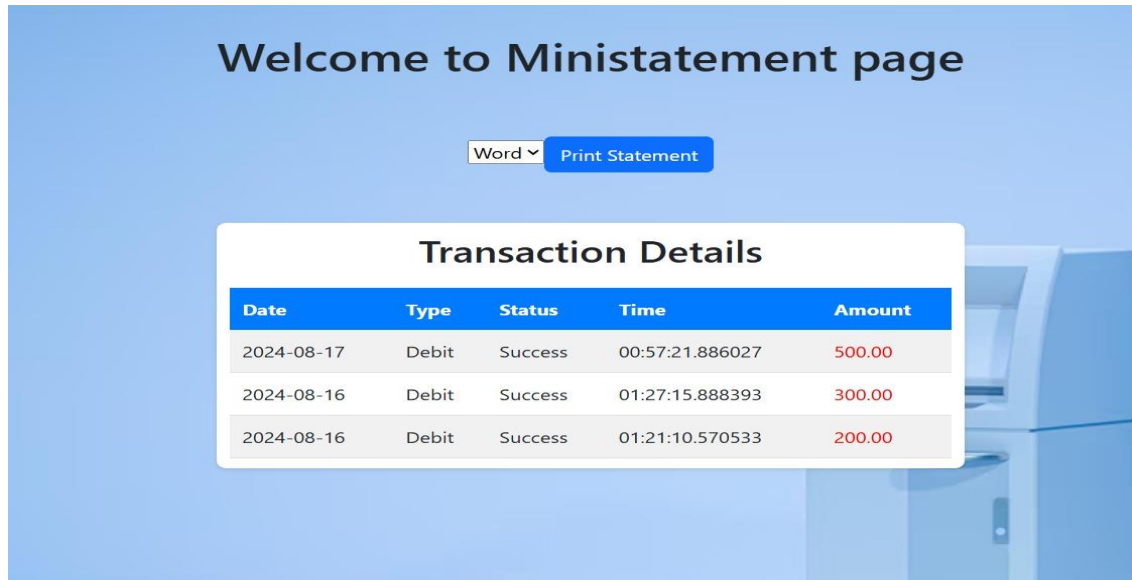 Welcome to Ministatement page
Word Print Statement
Transaction Details
Date Type Status Time Amount
2024-08-17 Debit Success 00:57:21.886027 500.00
2024-08-16 Debit Success 01:27:15.888393 300.00
2024-08-16 Debit Success 01:21:10.570533 200.00